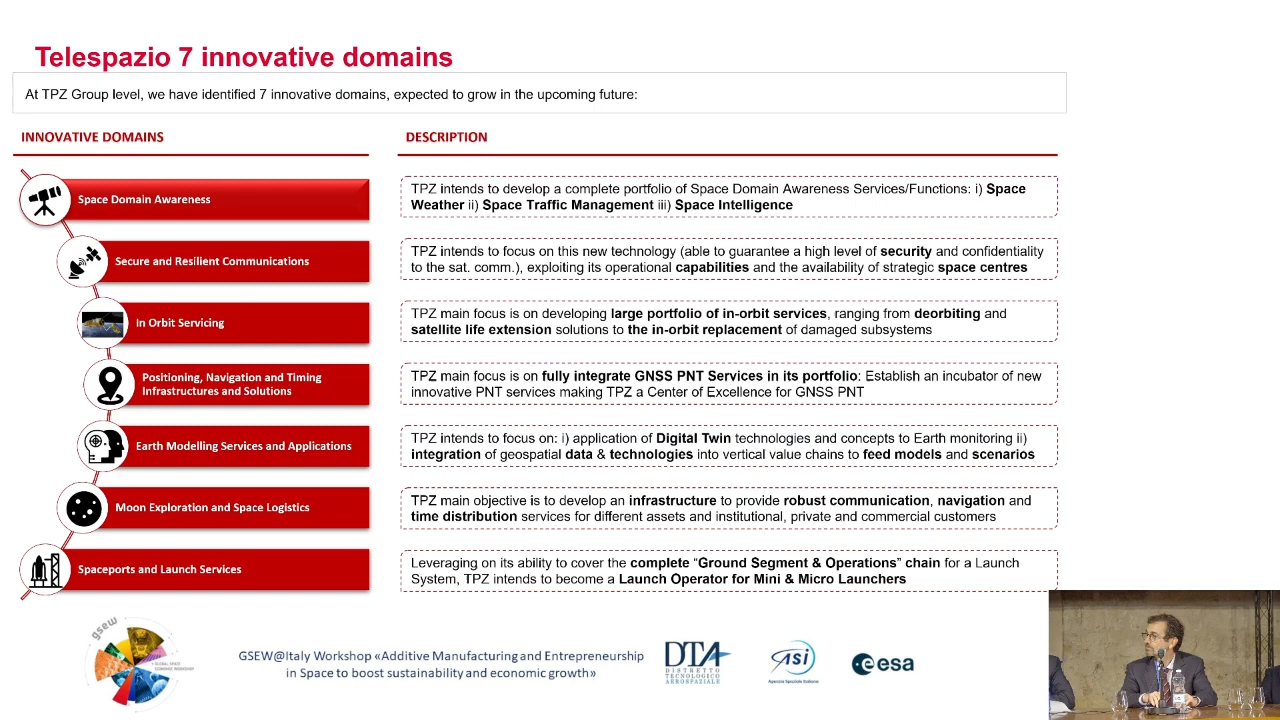 Telespazio 7 innovative domains
At TPZ Group level, we have identified 7 innovative domains, expected to grow in the upcoming future:
INNOVATIVE DOMAINS
DESCRIPTION
Space Domain Awareness
TPZ intends to develop a complete portfolio of Space Domain Awareness Services/Functions: i) Space
Weather ii) Space Traffic Management iii) Space Intelligence
Secure and Resilient Communications
TPZ intends to focus on this new technology (able to guarantee a high level of security and confidentiality
to the sat. comm.), exploiting its operational capabilities and the availability of strategic space centres
In Orbit Servicing
TPZ main focus is on developing large portfolio of in-orbit services, ranging from deorbiting and
satellite life extension solutions to the in-orbit replacement of damaged subsystems
Positioning, Navigation and Timing
Infrastructures and Solutions
TPZ main focus is on fully integrate GNSS PNT Services in its portfolio: Establish an incubator of new
innovative PNT services making TPZ a Center of Excellence for GNSS PNT
Earth Modelling Services and Applications
TPZ intends to focus on: i) application of Digital Twin technologies and concepts to Earth monitoring ii)
integration of geospatial data & technologies into vertical value chains to feed models and scenarios
Moon Exploration and Space Logistics
TPZ main objective is to develop an infrastructure to provide robust communication, navigation and
time distribution services for different assets and institutional, private and commercial customers
Spaceports and Launch Services
Leveraging on its ability to cover the complete “Ground Segment & Operations” chain for a Launch
System, TPZ intends to become a Launch Operator for Mini & Micro Launchers
gsew
GLOBAL SPACE
ECONOMIC WORKSHOP
GSEW@Italy Workshop «Additive Manufacturing and Entrepreneurship
in Space to boost sustainability and economic growth»
DTA
DISTRETTO
TECNOLOGICO
AEROSPAZIALE
ASI
Agenzia Spaziale Italiana
esa